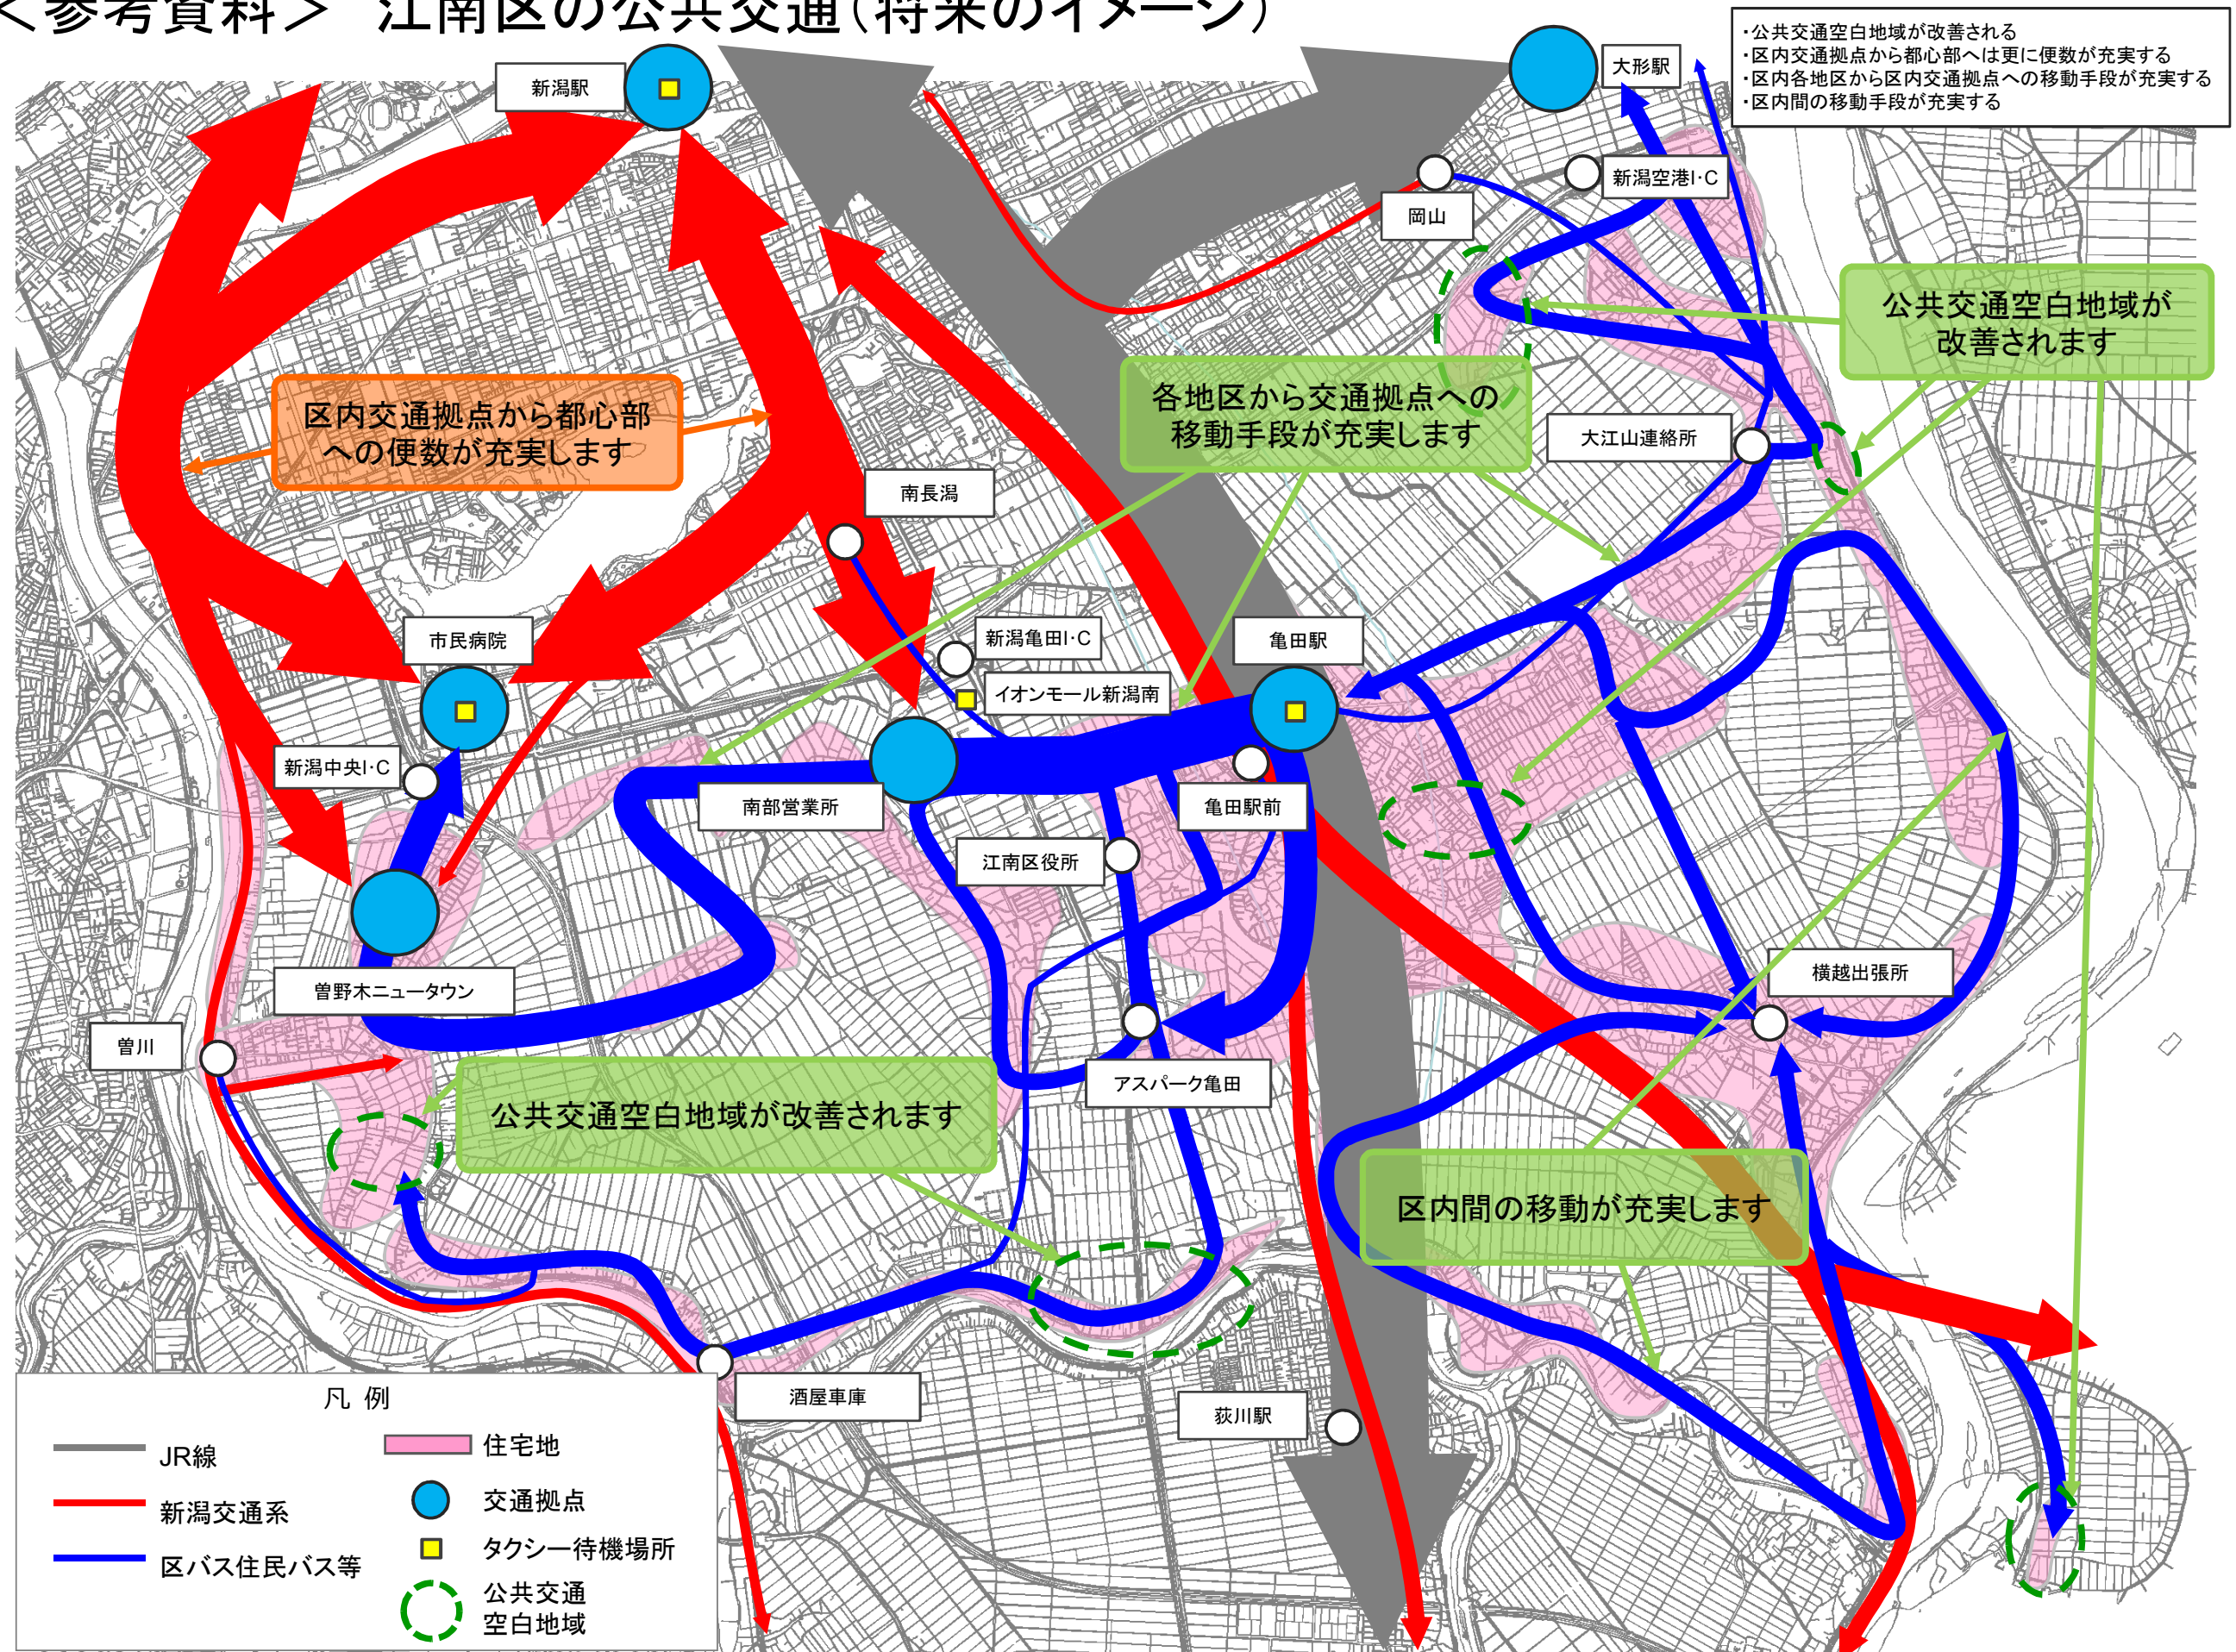 ＜参考資料＞　江南区の公共交通（将来のイメージ）
・公共交通空白地域が改善される
・区内交通拠点から都心部へは更に便数が充実する
・区内各地区から区内交通拠点への移動手段が充実する
・区内間の移動手段が充実する
新潟駅
大形駅
新潟空港I・C
岡山
公共交通空白地域が
改善されます
区内交通拠点から都心部
への便数が充実します
各地区から交通拠点への
移動手段が充実します
大江山連絡所
南長潟
市民病院
新潟亀田I・C
亀田駅
イオンモール新潟南
新潟中央I・C
南部営業所
亀田駅前
江南区役所
曽野木ニュータウン
横越出張所
曽川
アスパーク亀田
公共交通空白地域が改善されます
区内間の移動が充実します
酒屋車庫
荻川駅
凡 例
JR線
新潟交通系
区バス住民バス等
住宅地
交通拠点
タクシー待機場所
公共交通
空白地域